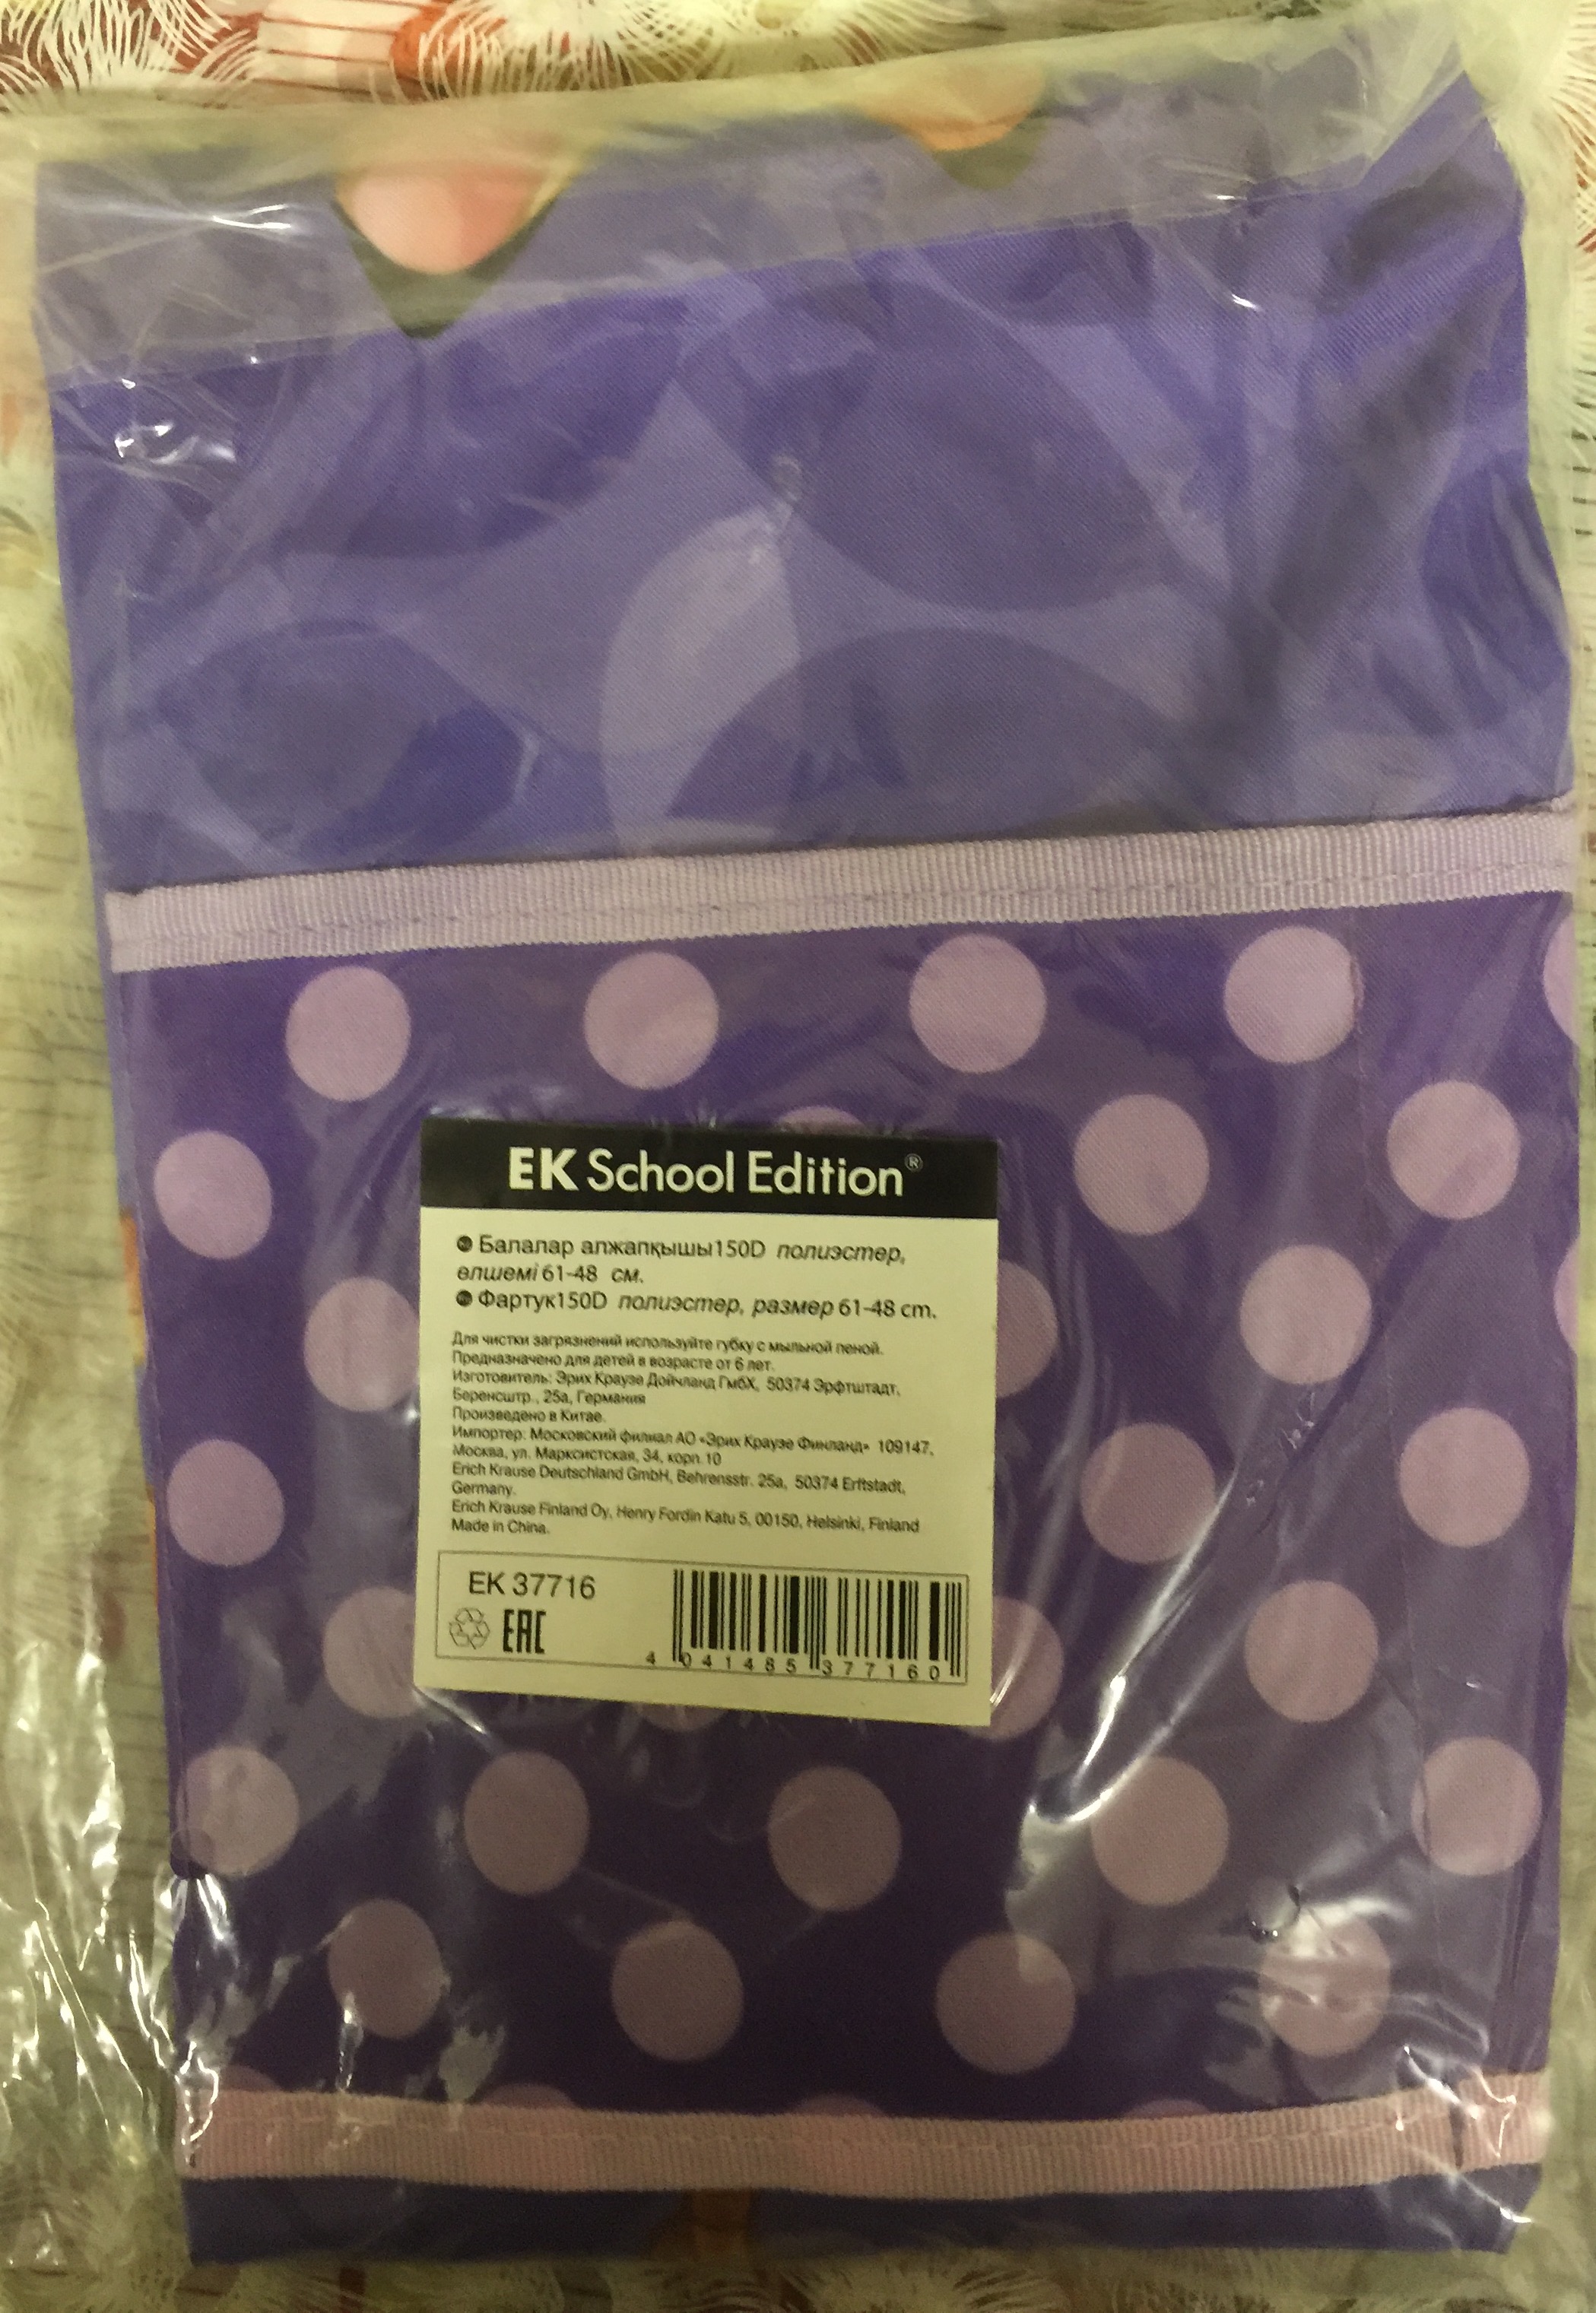 EK School Edition®
Балалар алжапқышы150D полиэстер,
өлшемі 61-48 см.
Фартук150D полиэстер, размер 61-48 cm.
Для чистки загрязнений используйте губку с мыльной пеной.
Предназначено для детей в возрасте от 6 лет.
Изготовитель: Эрих Краузе Дойчланд ГмбХ, 50374 Эрфтштадт,
Беренсштр., 25а, Германия
Произведено в Китае.
Импортер: Московский филиал АО «Эрих Краузе Финланд» 109147,
Москва, ул. Марксистская, 34, корп.10
Erich Krause Deutschland GmbH, Behrensstr. 25a, 50374 Erftstadt,
Germany.
Erich Krause Finland Oy, Henry Fordin Katu 5, 00150, Helsinki, Finland
Made in China.
EK 37716
EAC
4 041485 377160